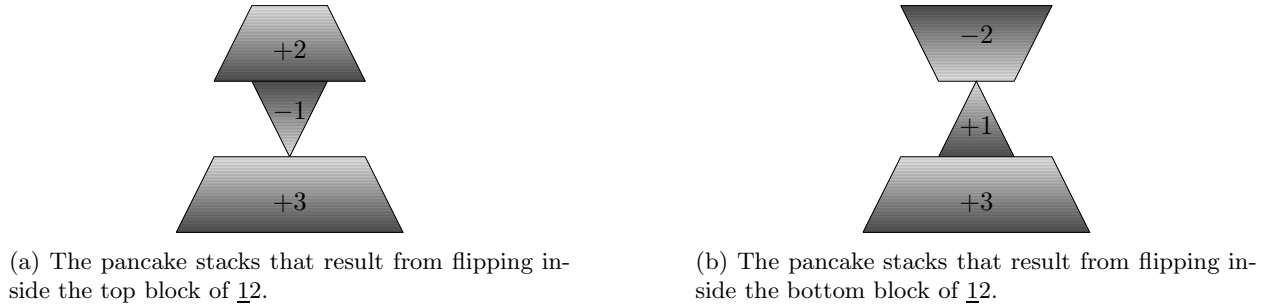 +2
−1
+3
(a) The pancake stacks that result from flipping in-
side the top block of 12.
−2
+1
+3
(b) The pancake stacks that result from flipping in-
side the bottom block of 12.